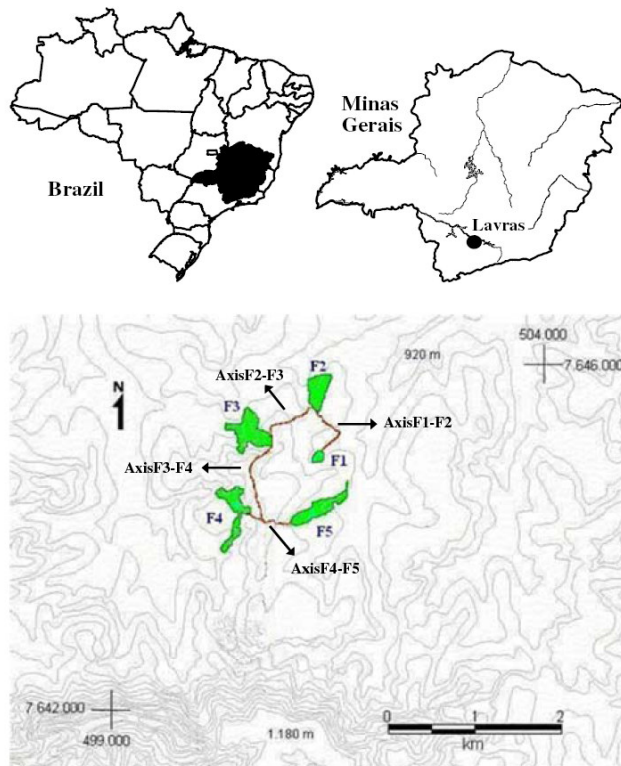 Brazil
Minas
Gerais
Lavras
504.000
920 m
7.646.000
N
F2
AxisF2-F3
F3
AxisF1-F2
F1
AxisF3-F4
F4
F5
AxisF4-F5
7.642.000
499.000
1.180 m
0 1 2
km